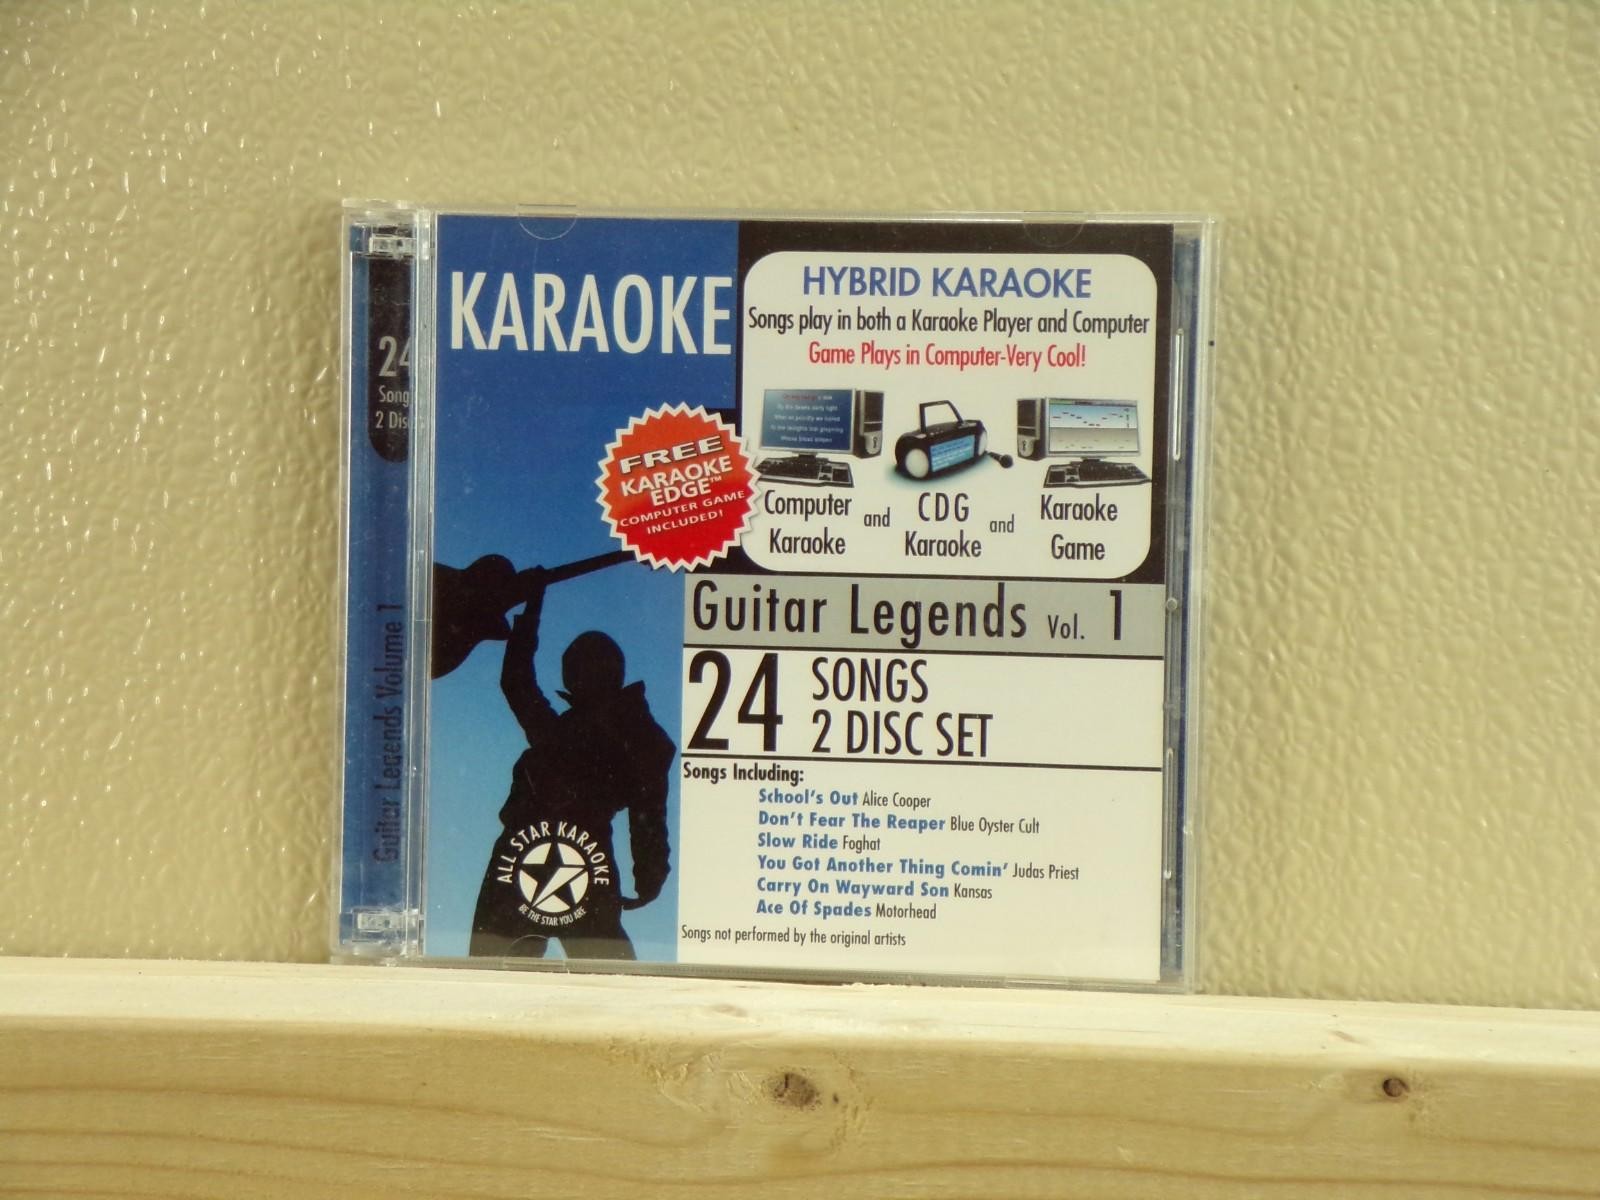 24
Song
2 Disc
Guitar Legends Volume 1
KARAOKE
HYBRID KARAOKE
Songs play in both a Karaoke Player and Computer
Game Plays in Computer-Very Cool!
FREE
KARAOKE
EDGE™
COMPUTER GAME
INCLUDED!
Computer
Karaoke
and
CDG
Karaoke
and
Karaoke
Game
Guitar Legends Vol. 1
24 SONGS
2 DISC SET
Songs Including:
School's Out Alice Cooper
Don't Fear The Reaper Blue Oyster Cult
Slow Ride Foghat
You Got Another Thing Comin' Judas Priest
Carry On Wayward Son Kansas
Ace Of Spades Motorhead
Songs not performed by the original artists
ALL STAR KARAOKE
BE THE STAR YOU ARE